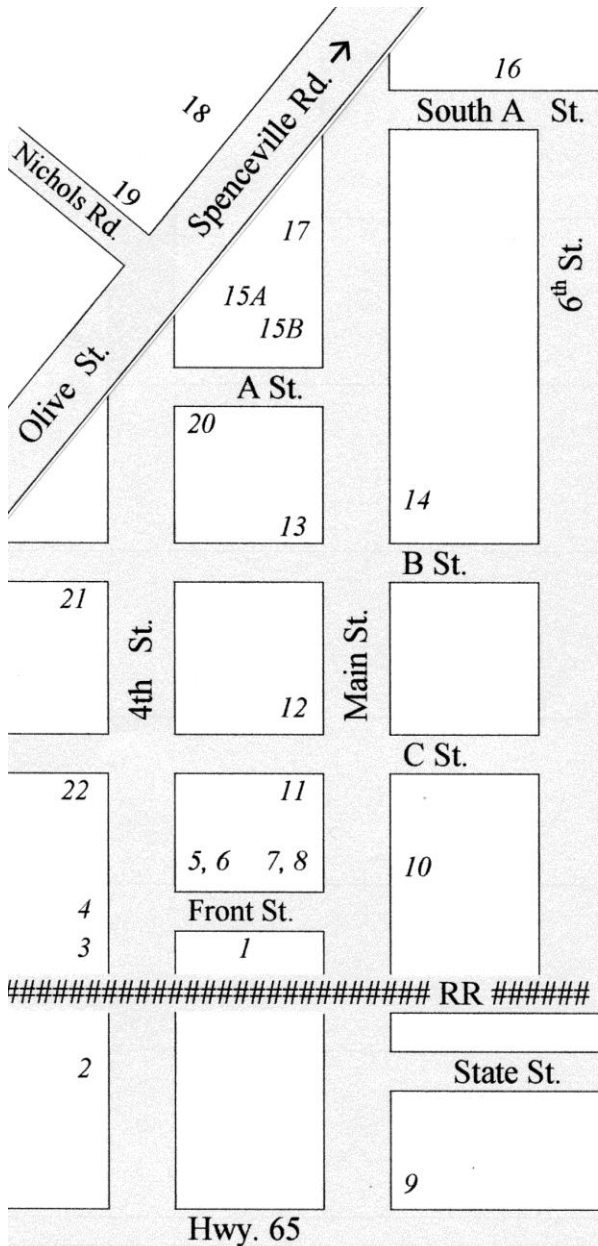 16
South A St.
18
Spenceville Rd.
Nichols Rd.
19
17
6th St.
15A
15B
Olive St.
A St.
20
13
14
B St.
21
4th St.
Main St.
12
C St.
22
11
5, 6 7, 8
10
4
Front St.
3
1
########################### RR ######
2
State St.
9
Hwy. 65